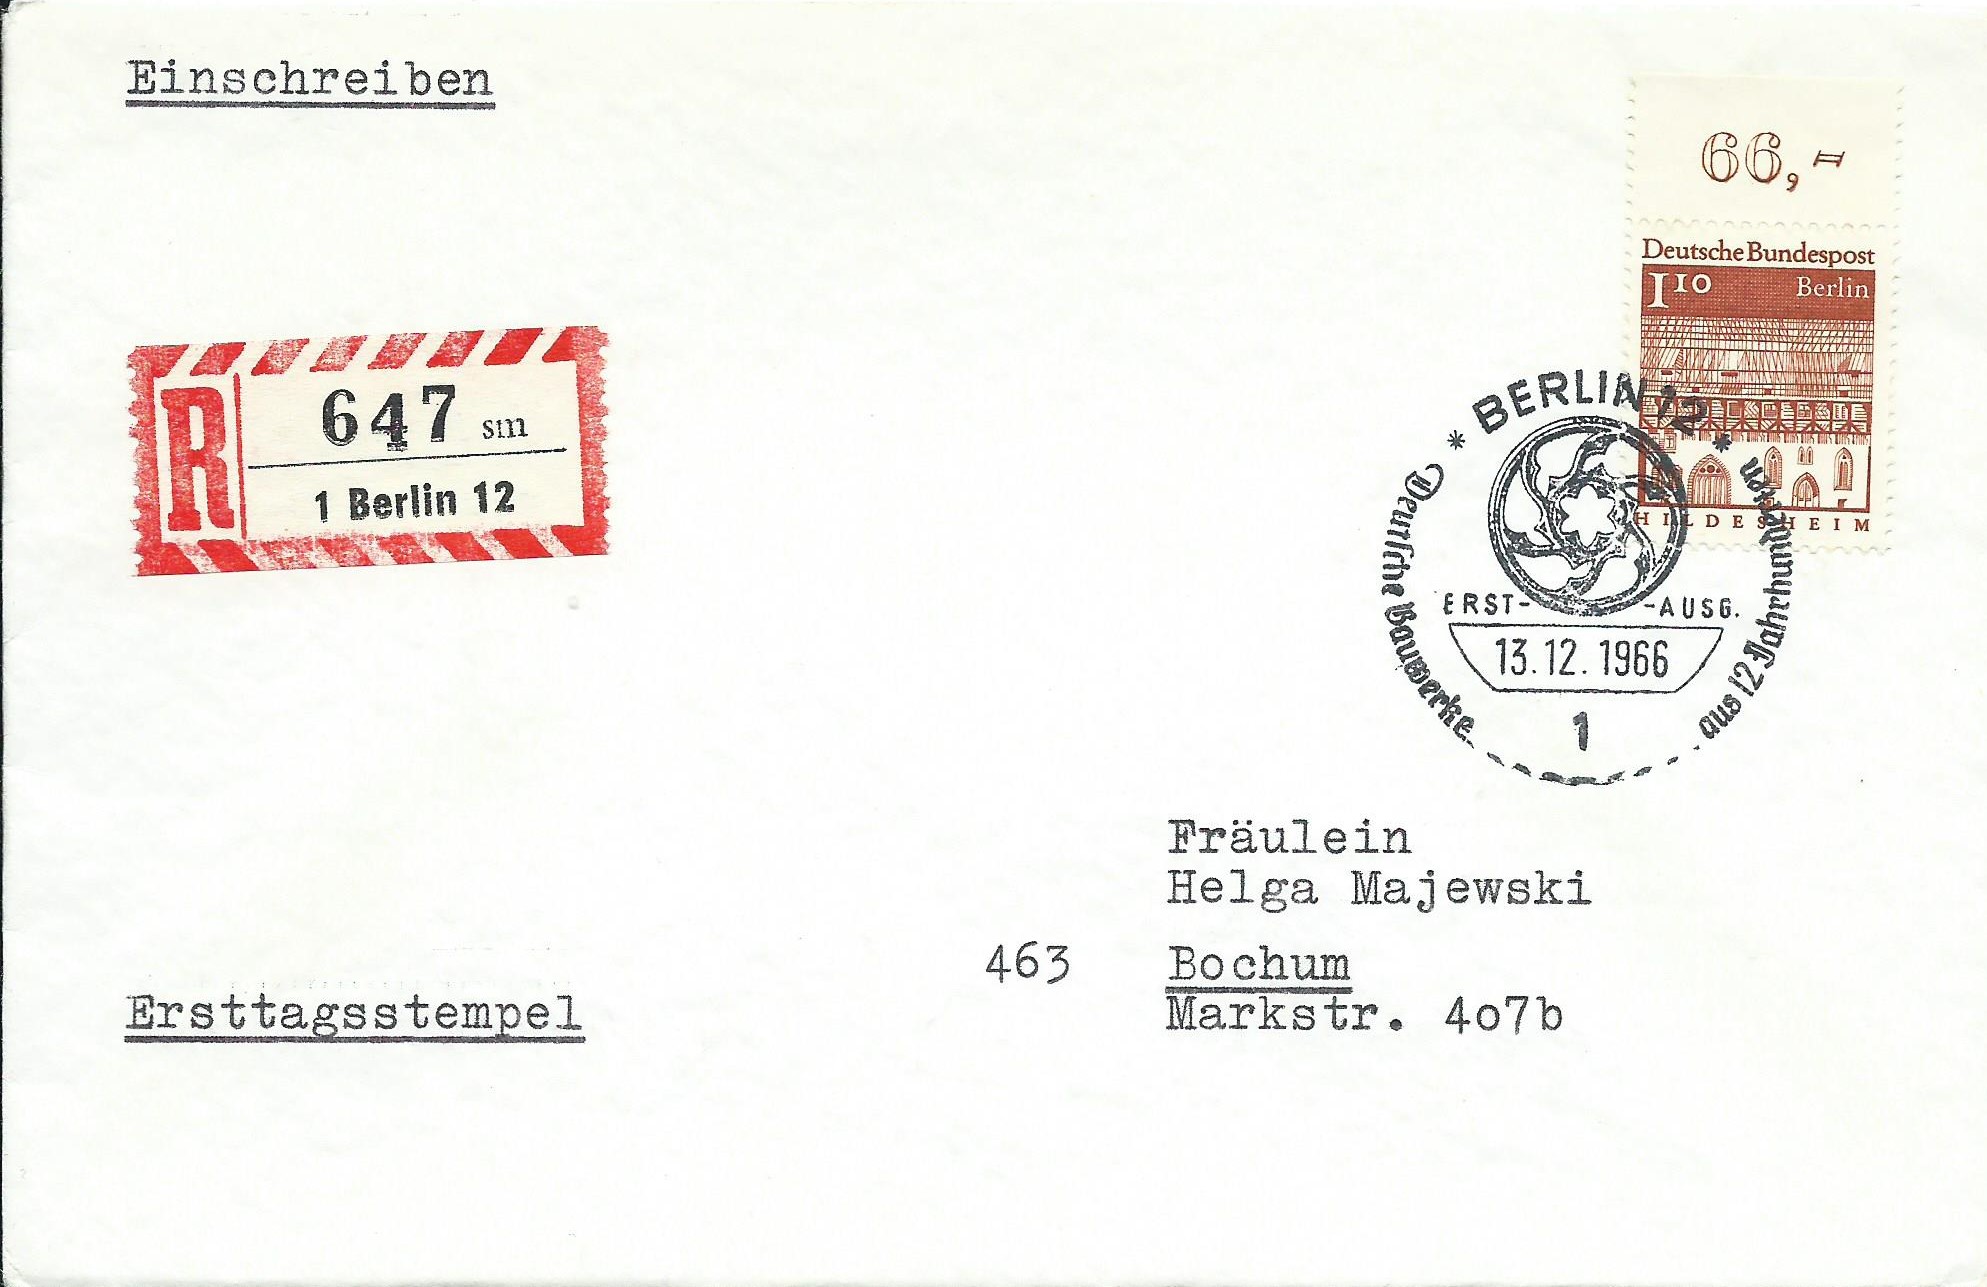 Einschreiben
66,-
Deutsche Bundespost
1 10 Berlin
HILDESHEIM
R
647 sm
1 Berlin 12
* BERLIN 12 *
Deutsche Bauwerke
aus 12 Jahrhunderten
ERST- -AUSG.
13.12.1966
1
Fräulein
Helga Majewski
463 Bochum
Markstr. 4o7b
Ersttagsstempel